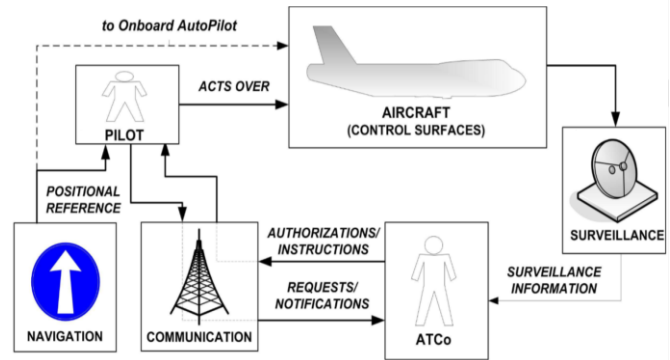 to Onboard AutoPilot
ACTS OVER
PILOT
AIRCRAFT
(CONTROL SURFACES)
POSITIONAL
REFERENCE
NAVIGATION
COMMUNICATION
AUTHORIZATIONS/
INSTRUCTIONS
REQUESTS/
NOTIFICATIONS
ATCo
SURVEILLANCE
SURVEILLANCE
INFORMATION